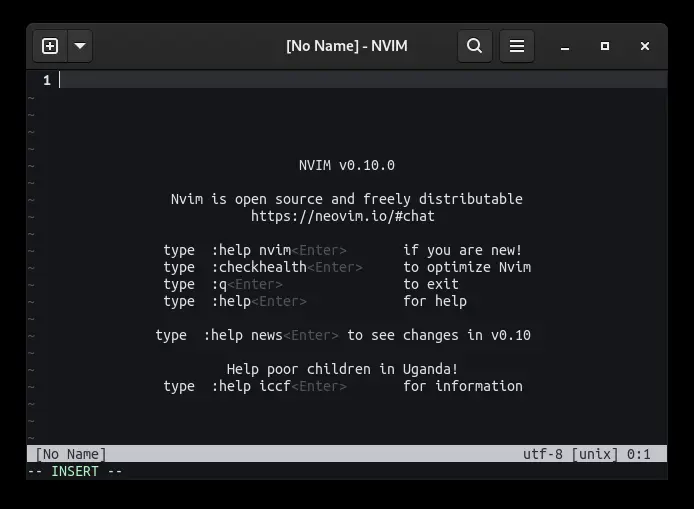 [No Name] - NVIM
1
~
~
~
~
NVIM v0.10.0
~
~
Nvim is open source and freely distributable
~
https://neovim.io/#chat
~
~
type  :help nvim<Enter>       if you are new!
~
type  :checkhealth<Enter>     to optimize Nvim
~
type  :q<Enter>               to exit
~
type  :help<Enter>            for help
~
~
type  :help news<Enter> to see changes in v0.10
~
~
Help poor children in Uganda!
~
type  :help iccf<Enter>       for information
~
~
~
[No Name] utf-8 [unix] 0:1
-- INSERT --